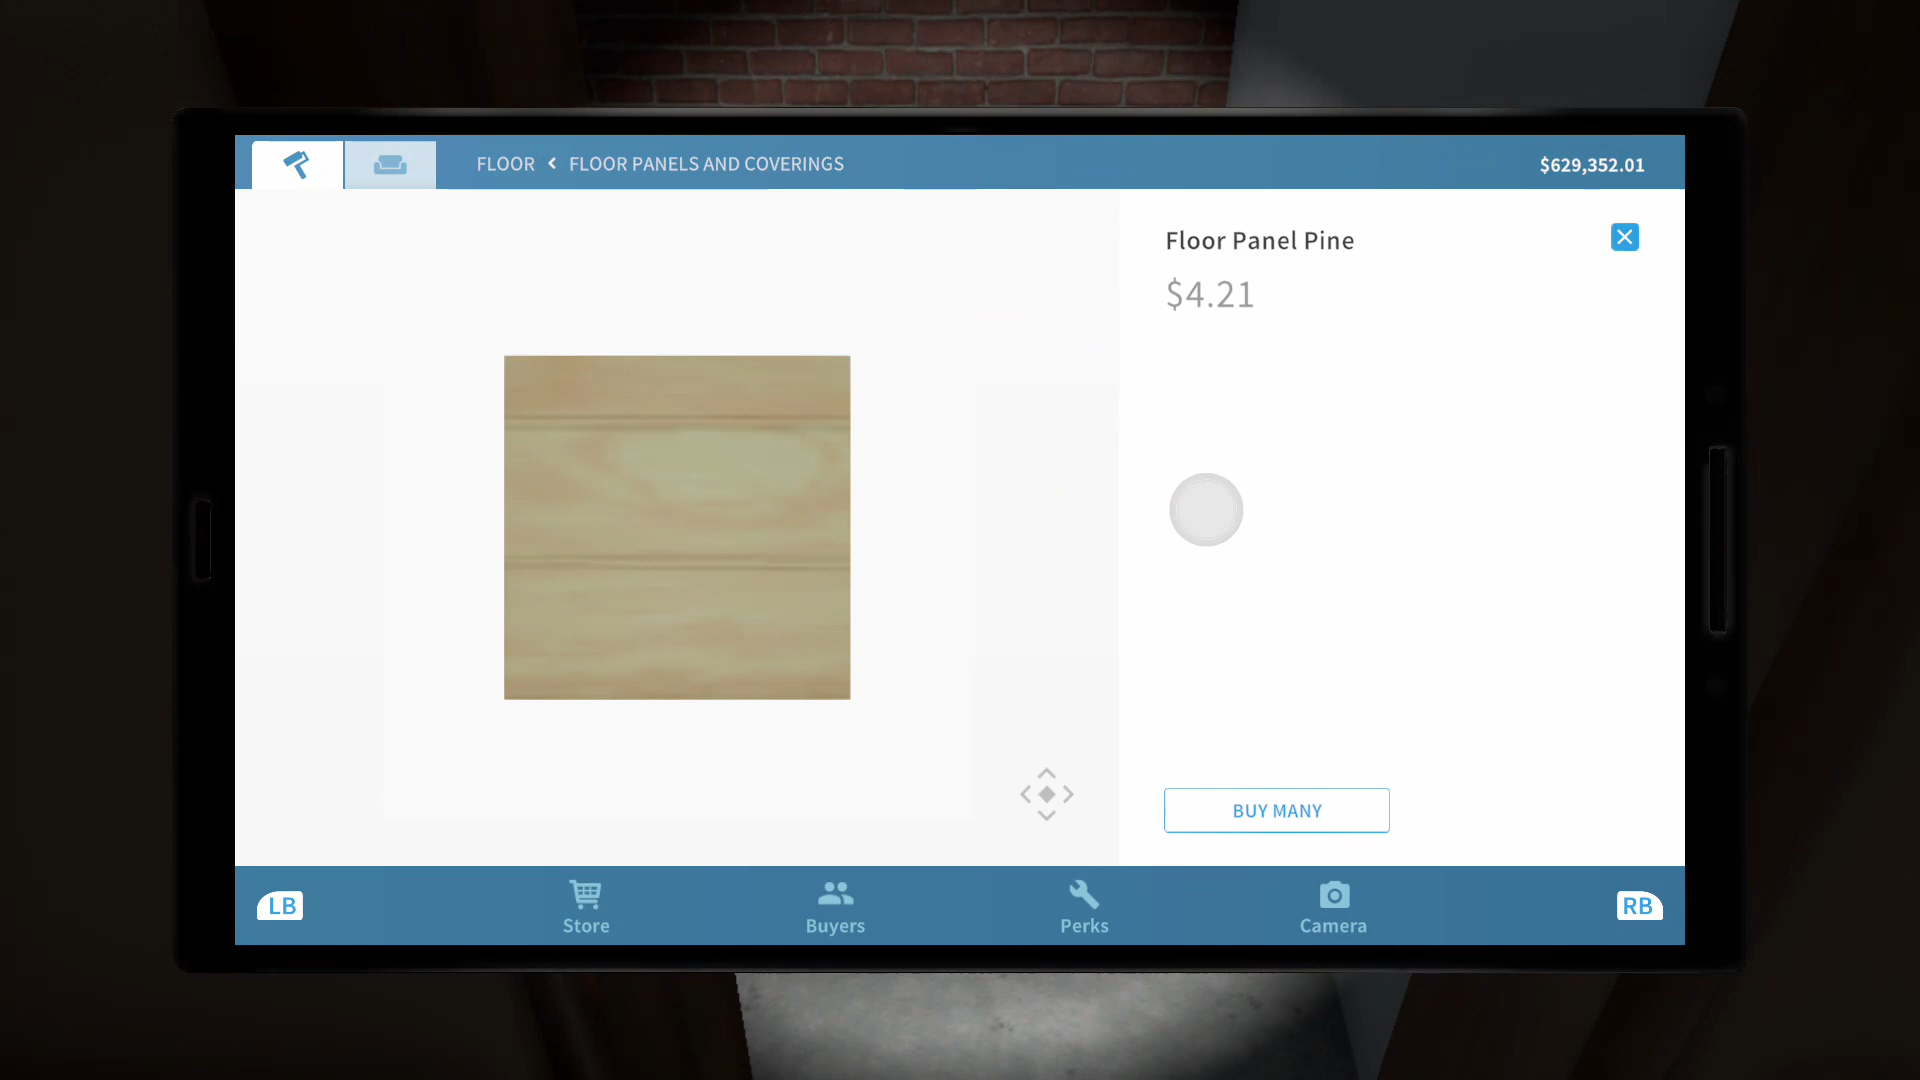 FLOOR < FLOOR PANELS AND COVERINGS
$629,352.01
Floor Panel Pine
$4.21
BUY MANY
LB
Store
Buyers
Perks
Camera
RB